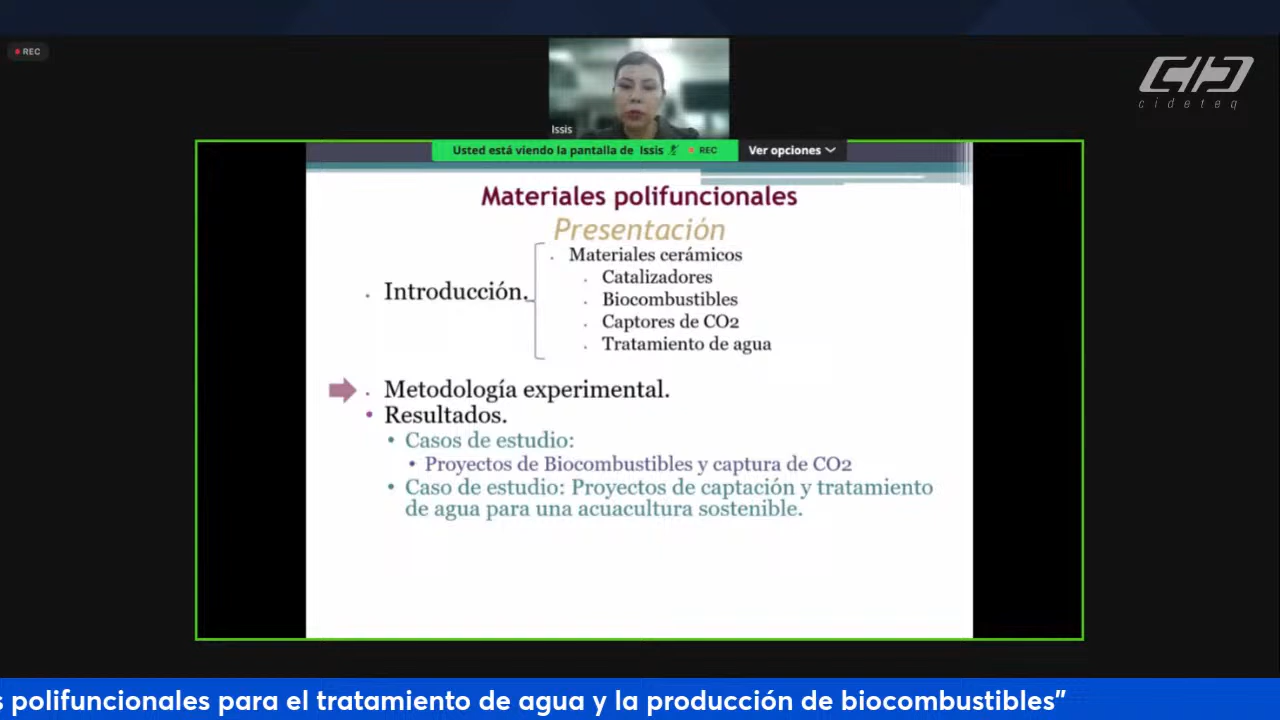 REC
cideteq
Issis
Usted está viendo la pantalla de Issis
REC
Ver opciones
Materiales polifuncionales
Presentación
Introducción.
Materiales cerámicos
Catalizadores
Biocombustibles
Captores de CO2
Tratamiento de agua
Metodología experimental.
Resultados.
Casos de estudio:
Proyectos de Biocombustibles y captura de CO2
Caso de estudio: Proyectos de captación y tratamiento
de agua para una acuacultura sostenible.
s polifuncionales para el tratamiento de agua y la producción de biocombustibles”